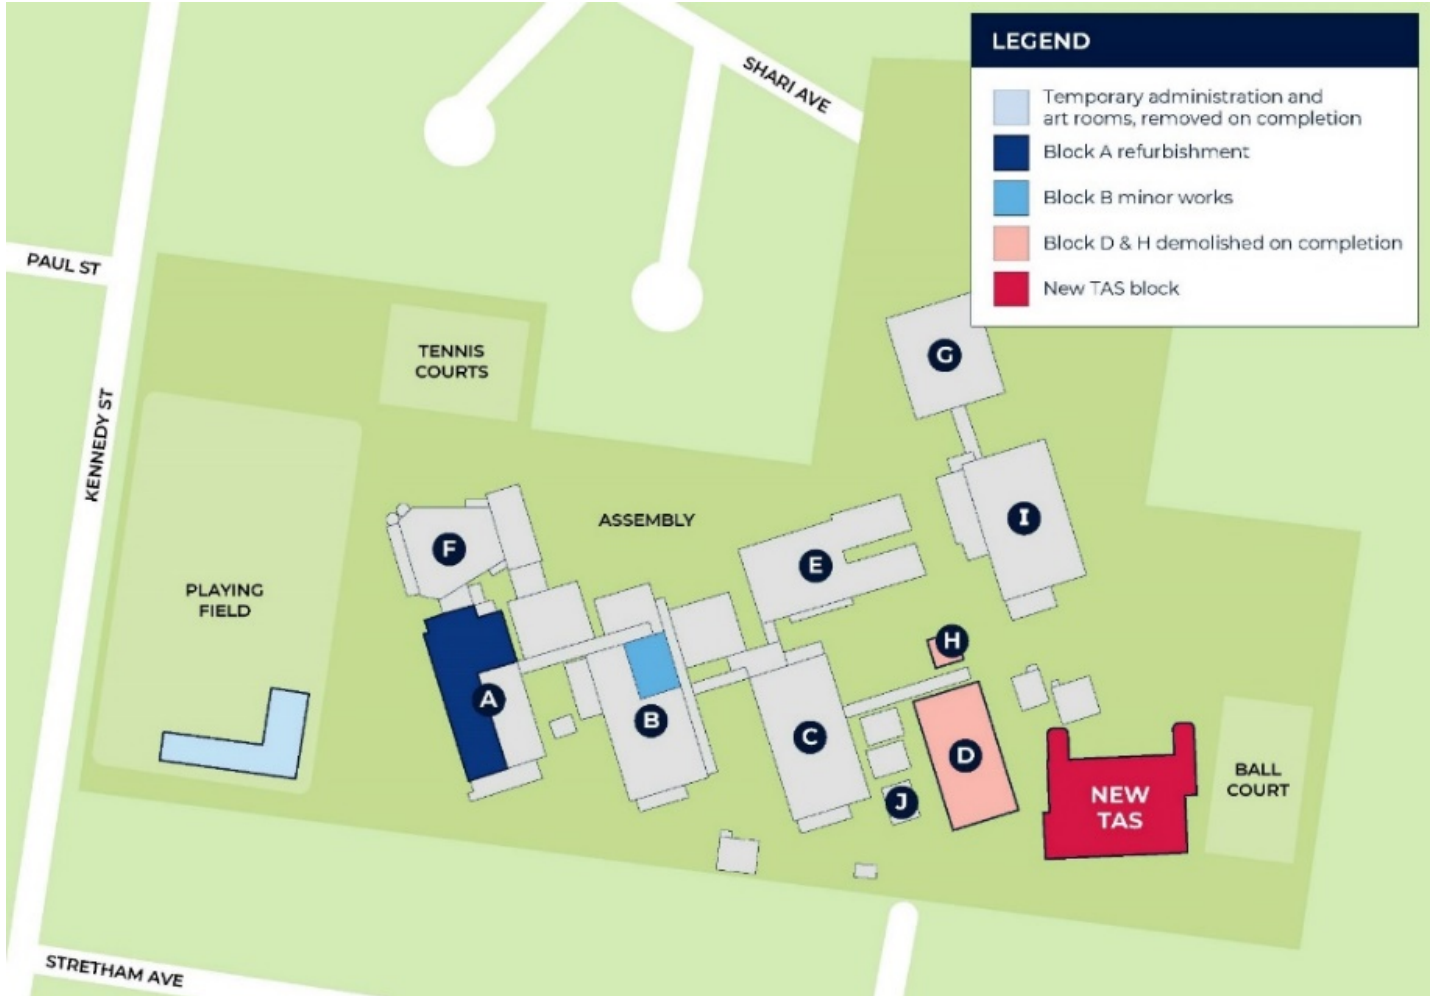 SHARI AVE
LEGEND
Temporary administration and
art rooms, removed on completion
Block A refurbishment
Block B minor works
Block D & H demolished on completion
New TAS block
PAUL ST
KENNEDY ST
TENNIS
COURTS
G
ASSEMBLY
I
F
E
PLAYING
FIELD
H
A
B
C
D
J
NEW
TAS
BALL
COURT
STRETHAM AVE